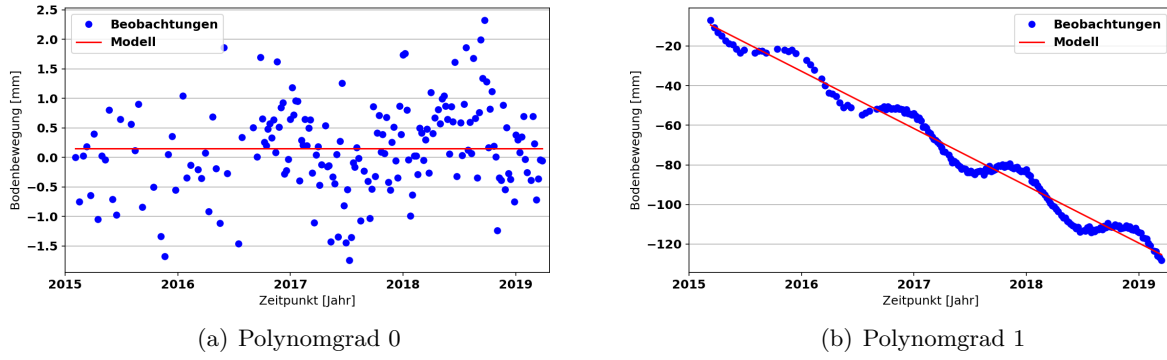 2.5
2.0
1.5
1.0
0.5
0.0
−0.5
−1.0
−1.5
Bodenbewegung [mm]
Beobachtungen
Modell
2015 2016 2017 2018 2019
Zeitpunkt [Jahr]
(a) Polynomgrad 0
−20
−40
−60
−80
−100
−120
Bodenbewegung [mm]
Beobachtungen
Modell
2015 2016 2017 2018 2019
Zeitpunkt [Jahr]
(b) Polynomgrad 1